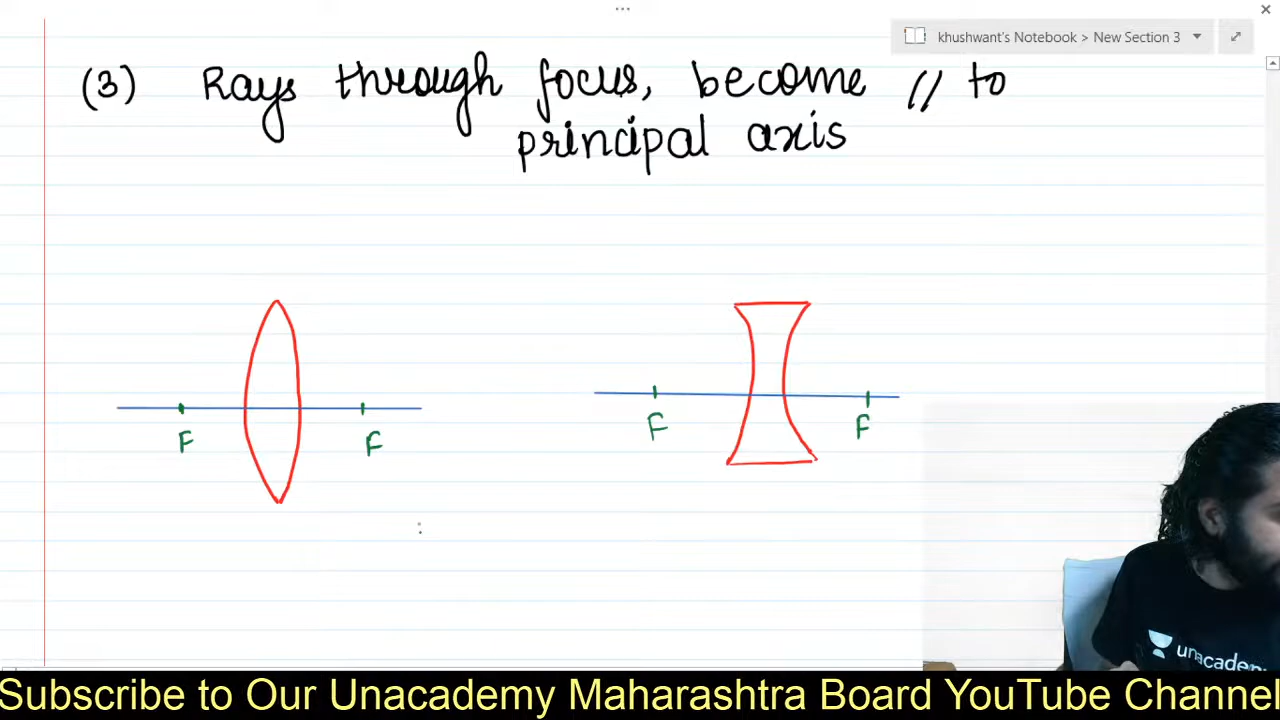 khushwant's Notebook > New Section 3
(3) Rays through focus, become // to
principal axis
F F
F F
unacademy
Subscribe to Our Unacademy Maharashtra Board YouTube Channel